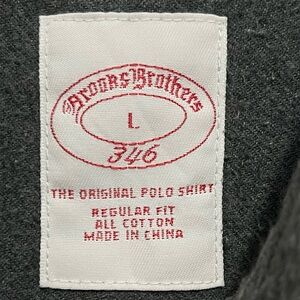 Brooks Brothers
L
346
THE ORIGINAL POLO SHIRT
REGULAR FIT
ALL COTTON
MADE IN CHINA